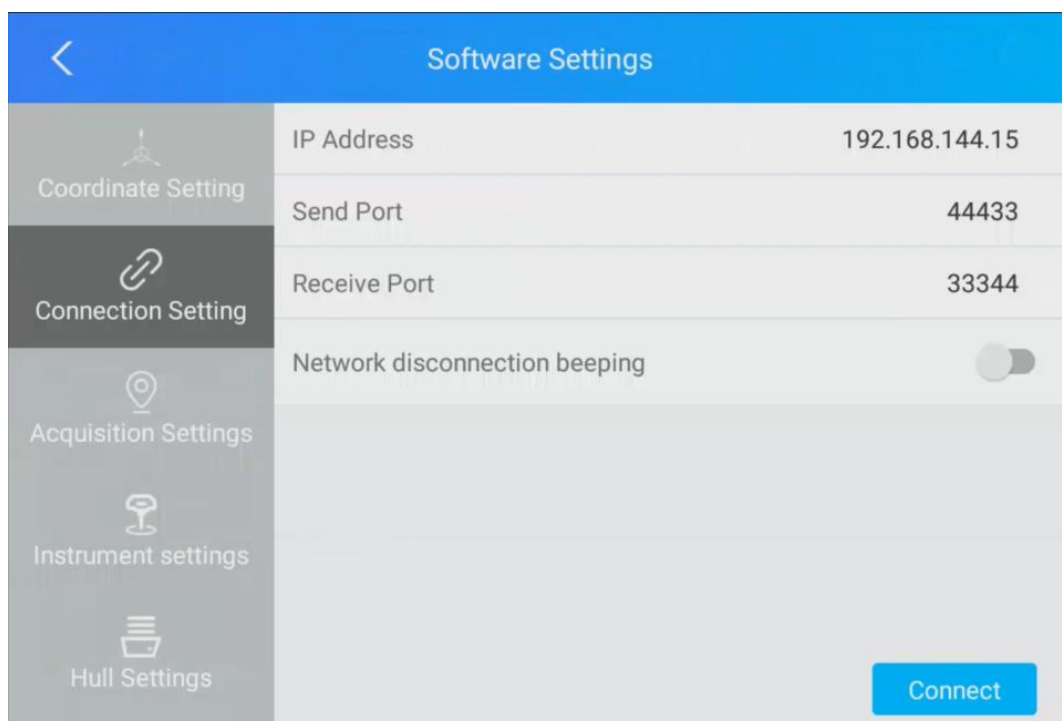 Software Settings
Coordinate Setting
Connection Setting
Acquisition Settings
Instrument settings
Hull Settings
IP Address 192.168.144.15
Send Port 44433
Receive Port 33344
Network disconnection beeping
Connect